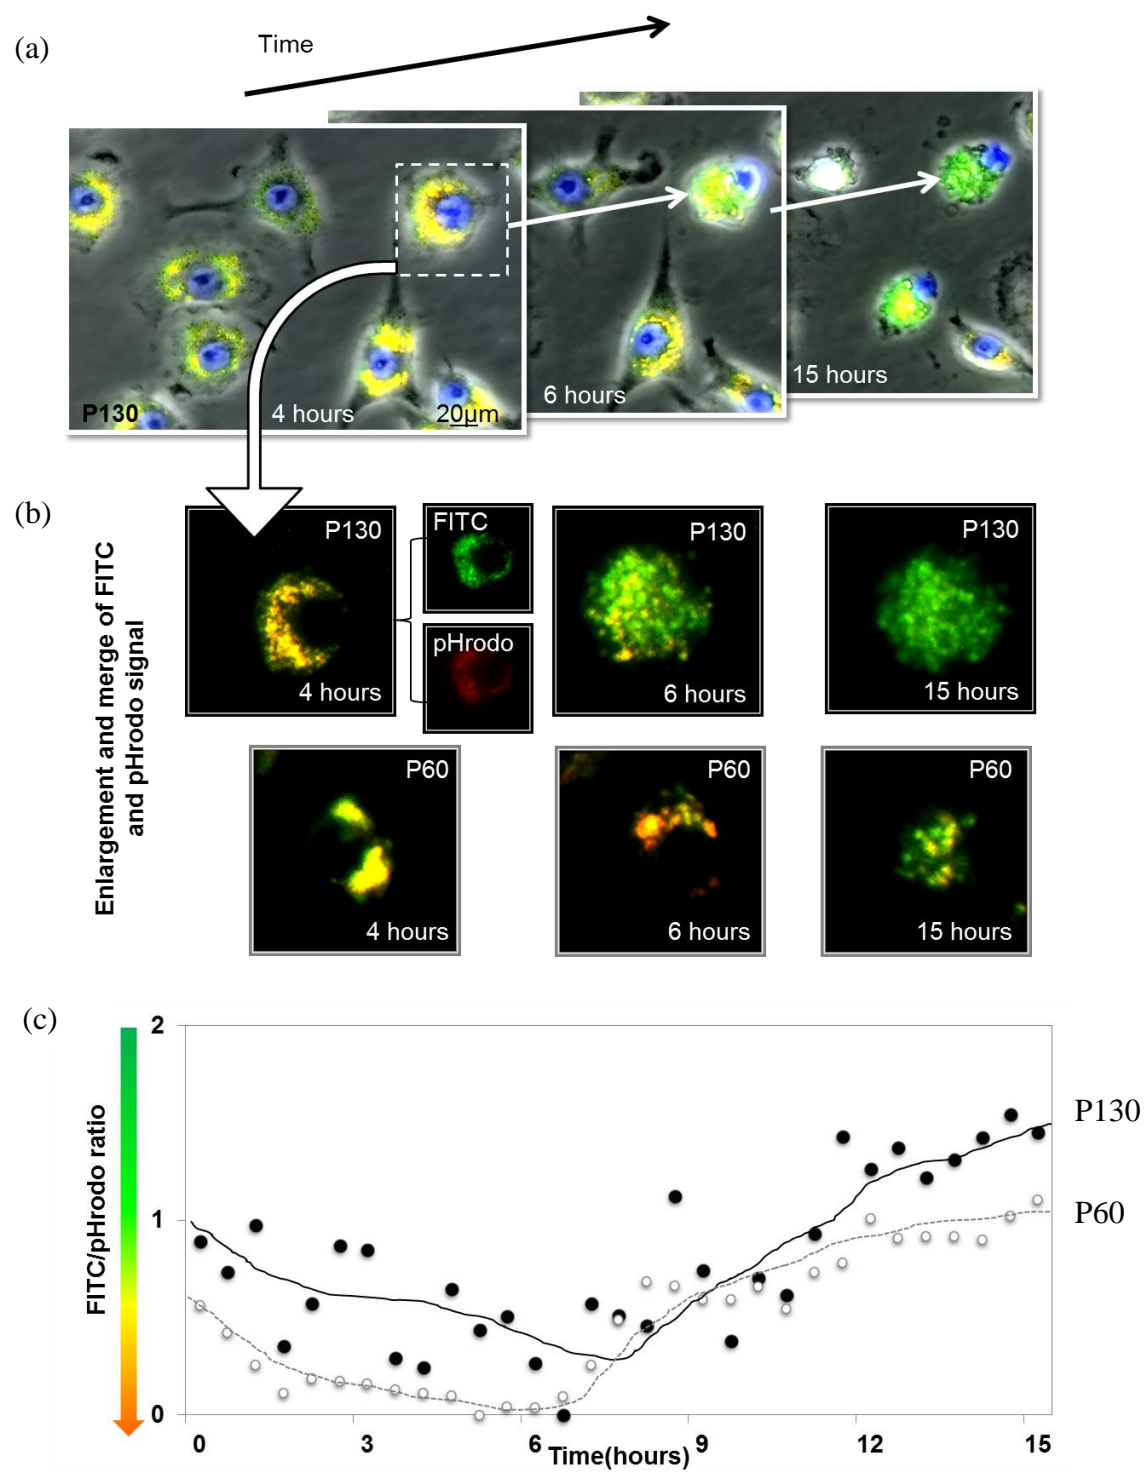 (a)
Time
P130
4 hours
20µm
6 hours
15 hours
(b)
Enlargement and merge of FITC
and pHrodo signal
P130
4 hours
FITC
pHrodo
P130
6 hours
P130
15 hours
P60
4 hours
P60
6 hours
P60
15 hours
(c)
FITC/pHrodo ratio
2
1
0
P130
P60
0 3 6 9 12 15
Time(hours)